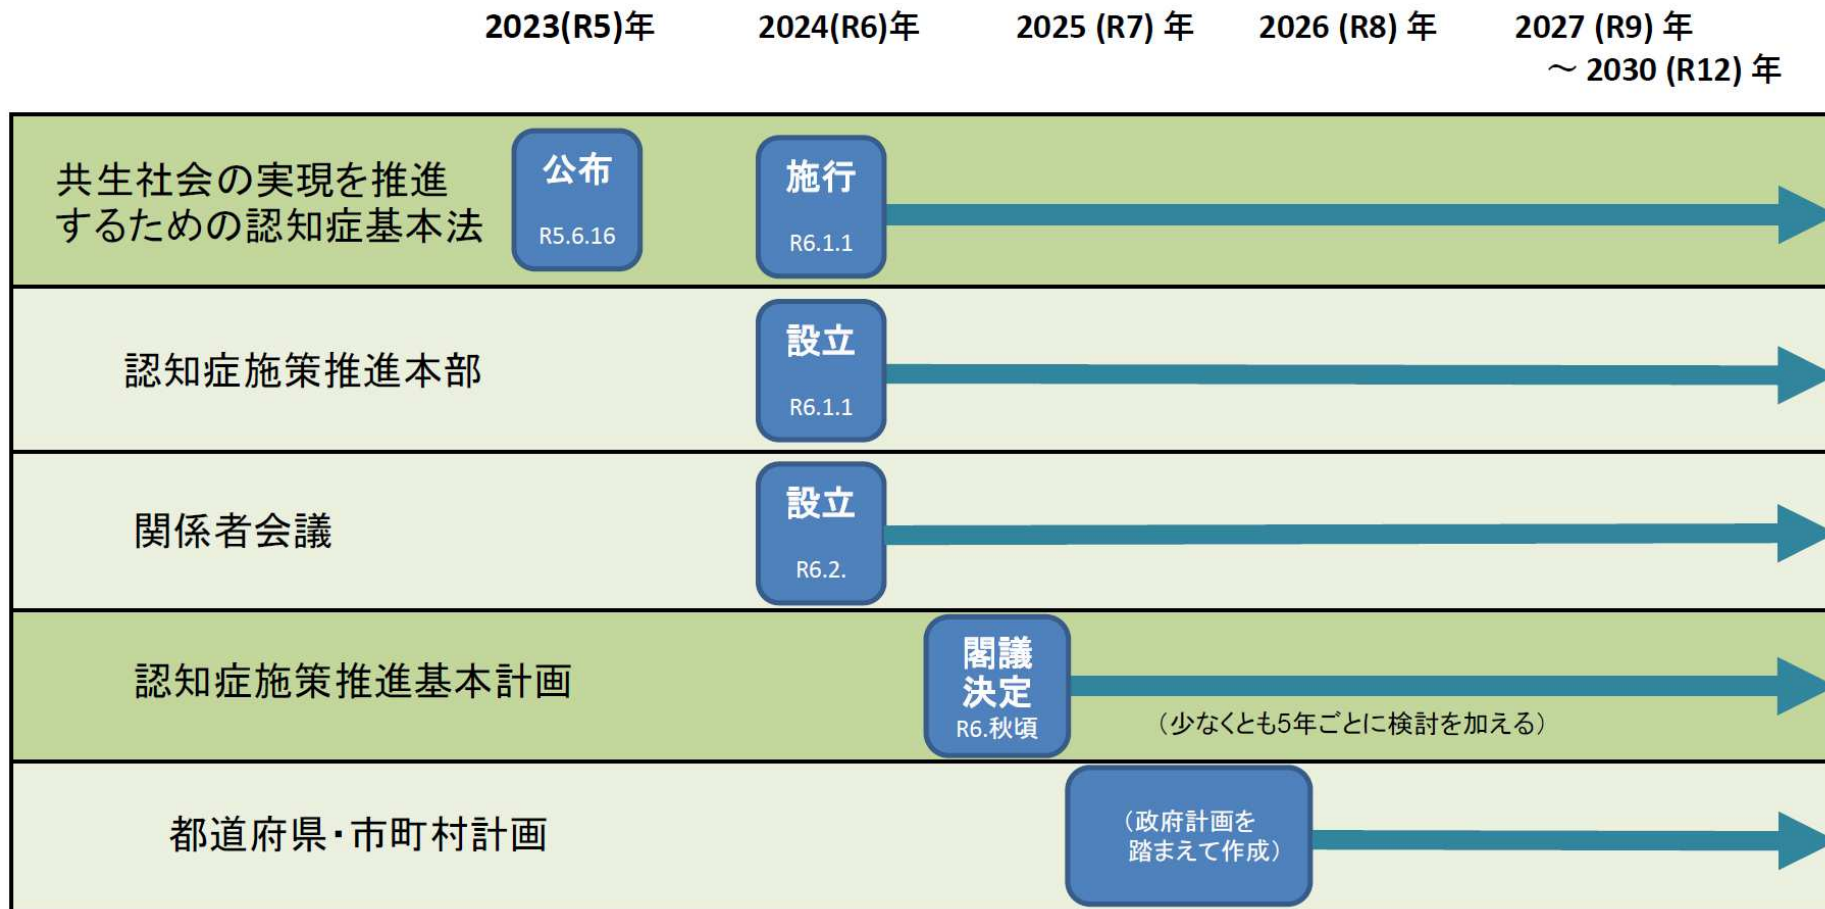 2023(R5)年 2024(R6)年 2025 (R7) 年 2026 (R8) 年 2027 (R9) 年
～ 2030 (R12) 年
共生社会の実現を推進
するための認知症基本法
公布
R5.6.16
施行
R6.1.1
認知症施策推進本部
設立
R6.1.1
関係者会議
設立
R6.2.
認知症施策推進基本計画
閣議
決定
R6.秋頃
（少なくとも5年ごとに検討を加える）
都道府県・市町村計画
（政府計画を
踏まえて作成）